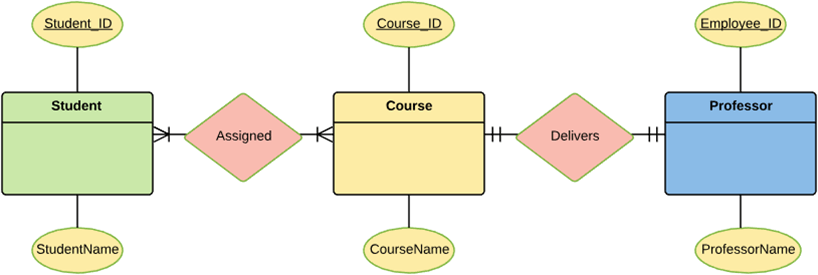 Student_ID
Course_ID
Employee_ID
Student
Course
Professor
Assigned
Delivers
StudentName
CourseName
ProfessorName